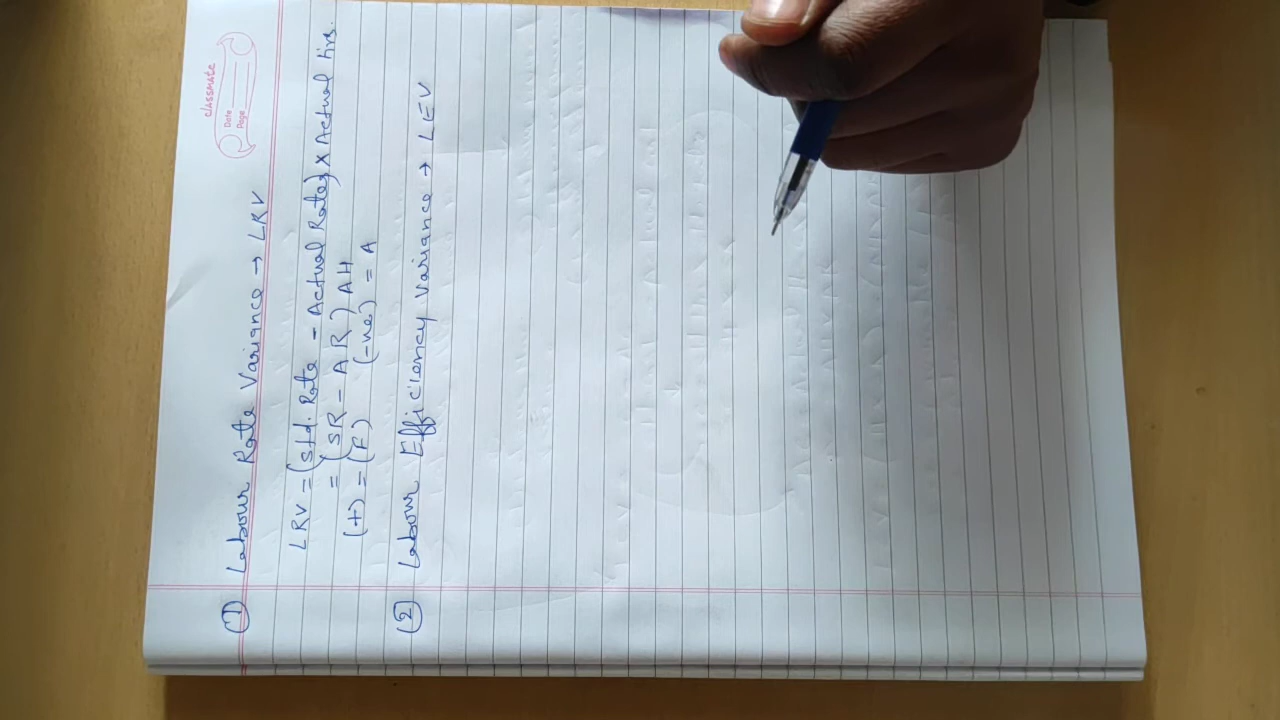 classmate
Date
Page
① Labour Rate Variance → LRV
LRV = (Std. Rate - Actual Rate) × Actual Hrs.
= (SR - AR) AH
(+) = (F) (-ve) = A
② Labour Efficiency Variance → LEV